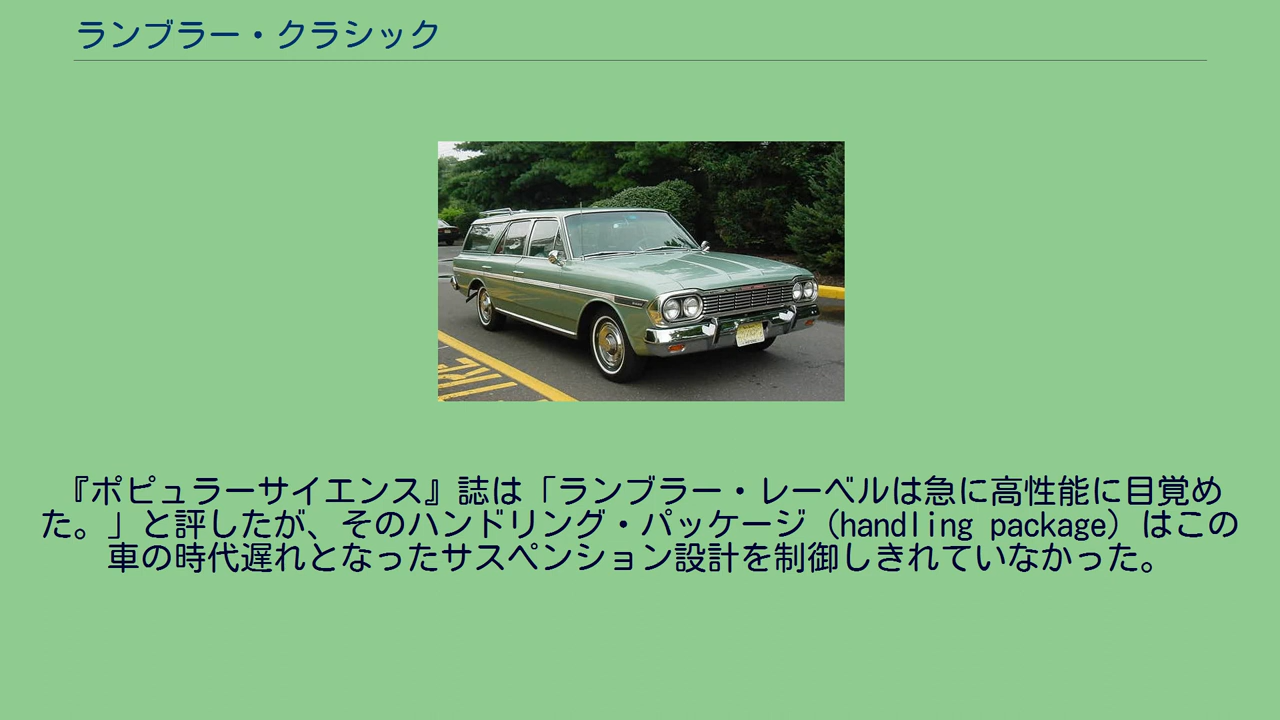 ランブラー・クラシック
『ポピュラーサイエンス』誌は「ランブラー・レーベルは急に高性能に目覚め
た。」と評したが、そのハンドリング・パッケージ（handling package）はこの
車の時代遅れとなったサスペンション設計を制御しきれていなかった。